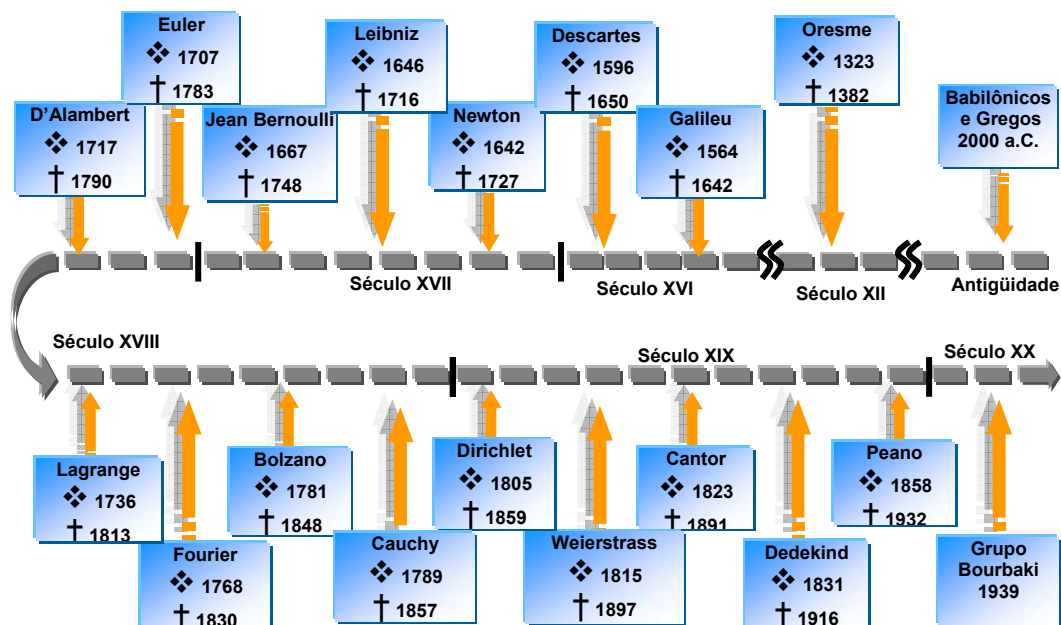 Euler
❖ 1707
† 1783
Leibniz
❖ 1646
† 1716
Descartes
❖ 1596
† 1650
Oresme
❖ 1323
† 1382
D’Alambert
❖ 1717
† 1790
Jean Bernoulli
❖ 1667
† 1748
Newton
❖ 1642
† 1727
Galileu
❖ 1564
† 1642
Babilônicos
e Gregos
2000 a.C.
Século XVII
Século XVI
Século XII
Antigüidade
Século XVIII
Século XIX
Século XX
Lagrange
❖ 1736
† 1813
Bolzano
❖ 1781
† 1848
Dirichlet
❖ 1805
† 1859
Cantor
❖ 1823
† 1891
Peano
❖ 1858
† 1932
Fourier
❖ 1768
† 1830
Cauchy
❖ 1789
† 1857
Weierstrass
❖ 1815
† 1897
Dedekind
❖ 1831
† 1916
Grupo
Bourbaki
1939